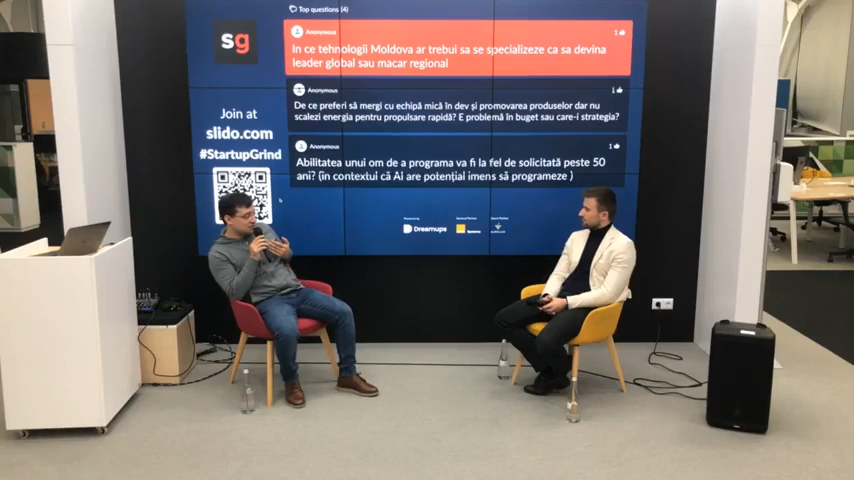 Top questions (4)
sg
Anonymous
1
In ce tehnologii Moldova ar trebui sa se specializeze ca sa devina
leader global sau macar regional
Anonymous
1
De ce preferi să mergi cu echipă mică în dev și promovarea produselor dar nu
scalezi energia pentru propulsare rapidă? E problemă în buget sau care-i strategia?
Anonymous
1
Abilitatea unui om de a programa va fi la fel de solicitată peste 50
ani? (în contextul că Ai are potențial imens să programeze )
Join at
slido.com
#StartupGrind
Dreamups